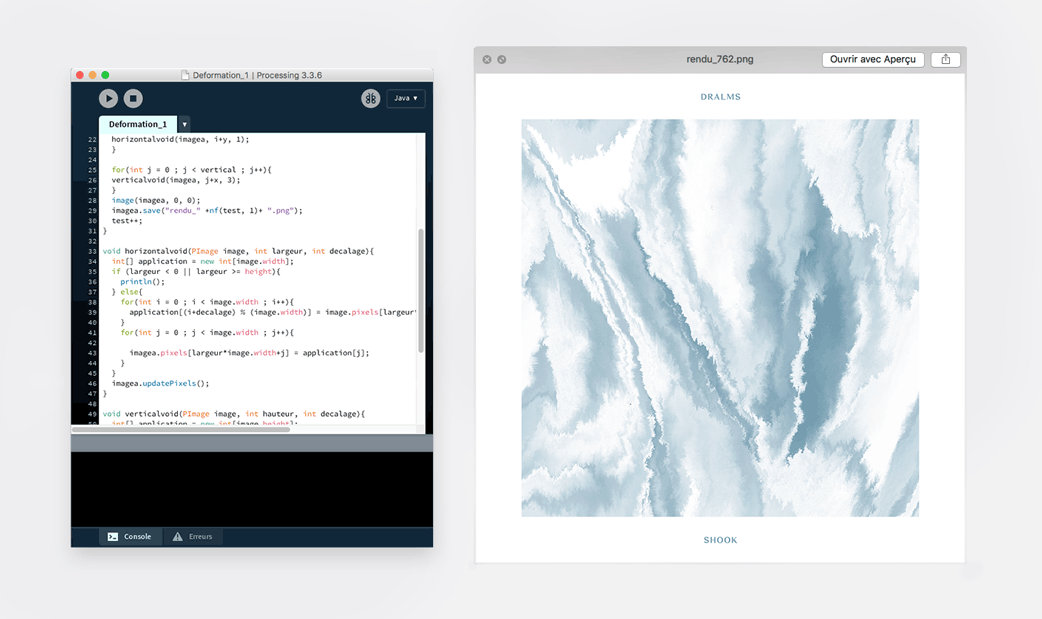 Deformation_1 | Processing 3.3.6
Java
Deformation_1
22 horizontalvoid(imagea, i+y, 1);
23 }
24
25 for(int j = 0 ; j < vertical ; j++){
26 verticalvoid(imagea, j+x, 3);
27 }
28 image(imagea, 0, 0);
29 imagea.save("rendu_" +nf(test, 1)+ ".png");
30 test++;
31 }
32
33 void horizontalvoid(PImage image, int largeur, int decalage){
34 int[] application = new int[image.width];
35 if (largeur < 0 || largeur >= height){
36 println();
37 } else{
38 for(int i = 0 ; i < image.width ; i++){
39 application[(i+decalage) % (image.width)] = image.pixels[largeur*
40 }
41 for(int j = 0 ; j < image.width ; j++){
42
43 imagea.pixels[largeur*image.width+j] = application[j];
44 }
45 }
46 imagea.updatePixels();
47 }
48
49 void verticalvoid(PImage image, int hauteur, int decalage){
50 int[] application = new int[image.height];
Console
Erreurs
rendu_762.png
Ouvrir avec Aperçu
DRALMS
SHOOK